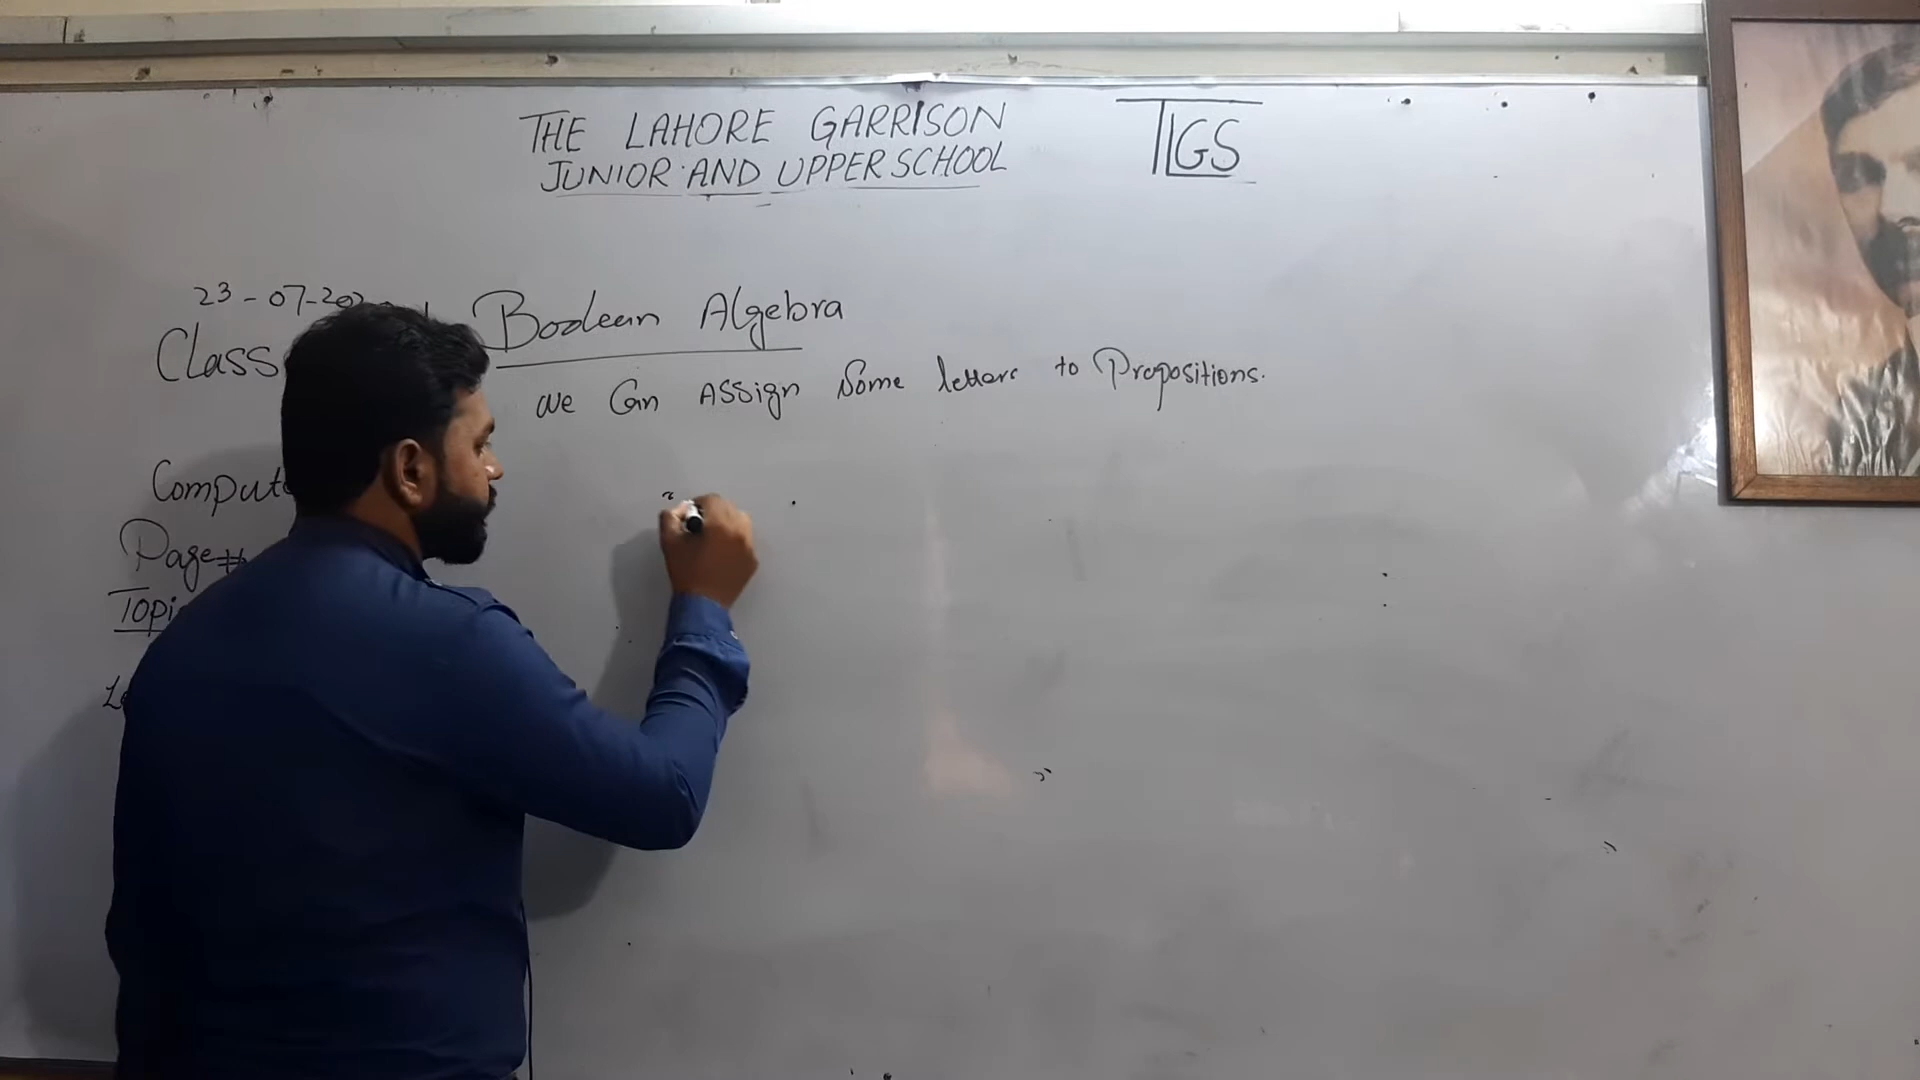 THE LAHORE GARRISON
JUNIOR AND UPPER SCHOOL
TLGS
23-07-202
Class
Boolean Algebra
We Can Assign Some letters to Propositions.
Comput
Page #
Topi